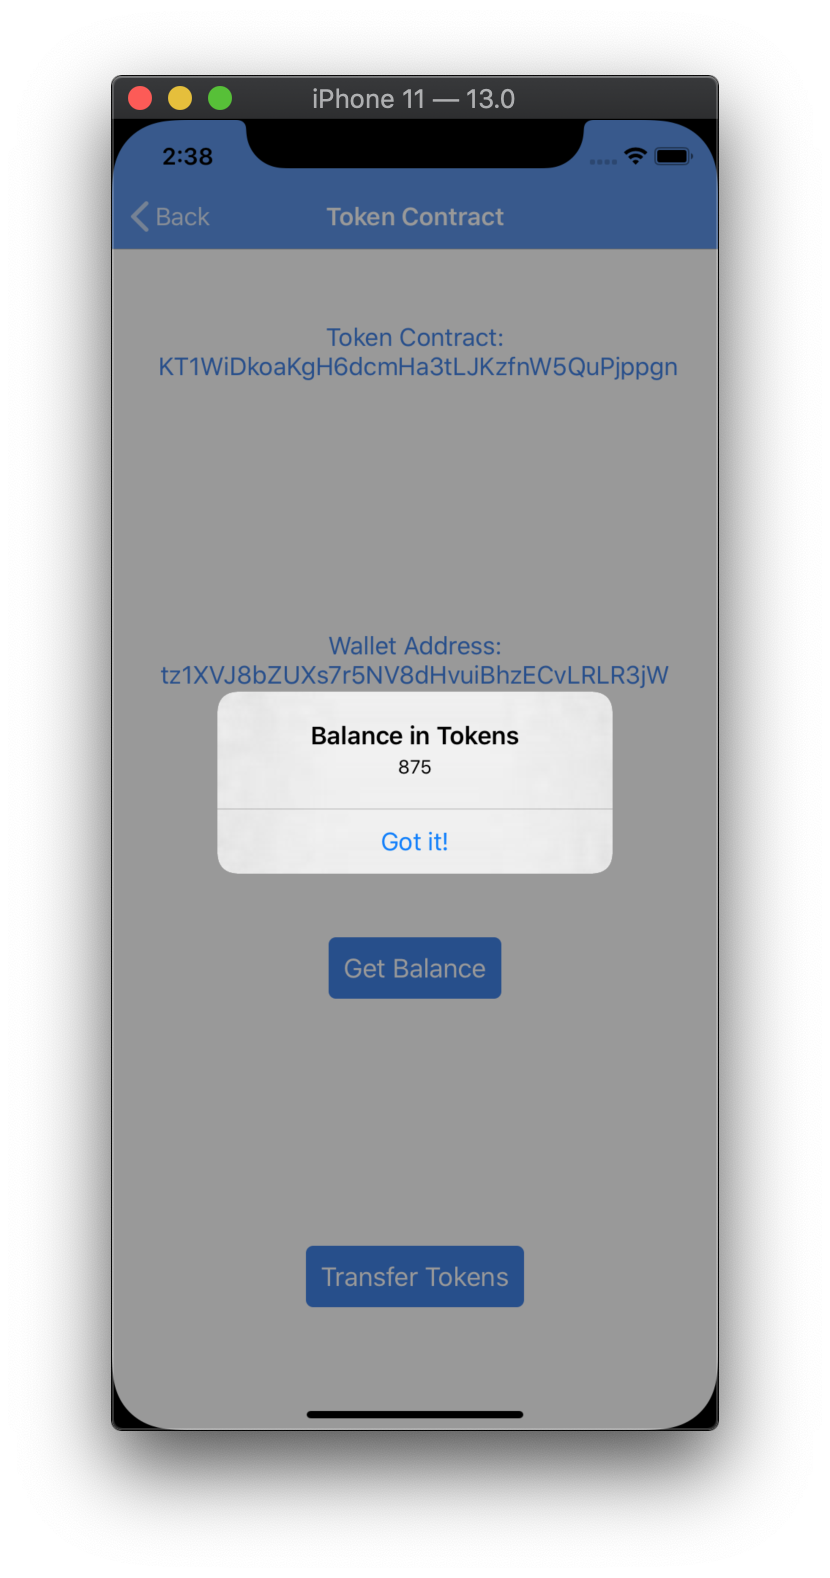 iPhone 11 — 13.0
2:38
Back
Token Contract
Token Contract:
KT1WiDkoaKgH6dcmHa3tLJKzfnW5QuPjppgn
Wallet Address:
tz1XVJ8bZUXs7r5NV8dHvuiBhzECvLRLR3jW
Balance in Tokens
875
Got it!
Get Balance
Transfer Tokens